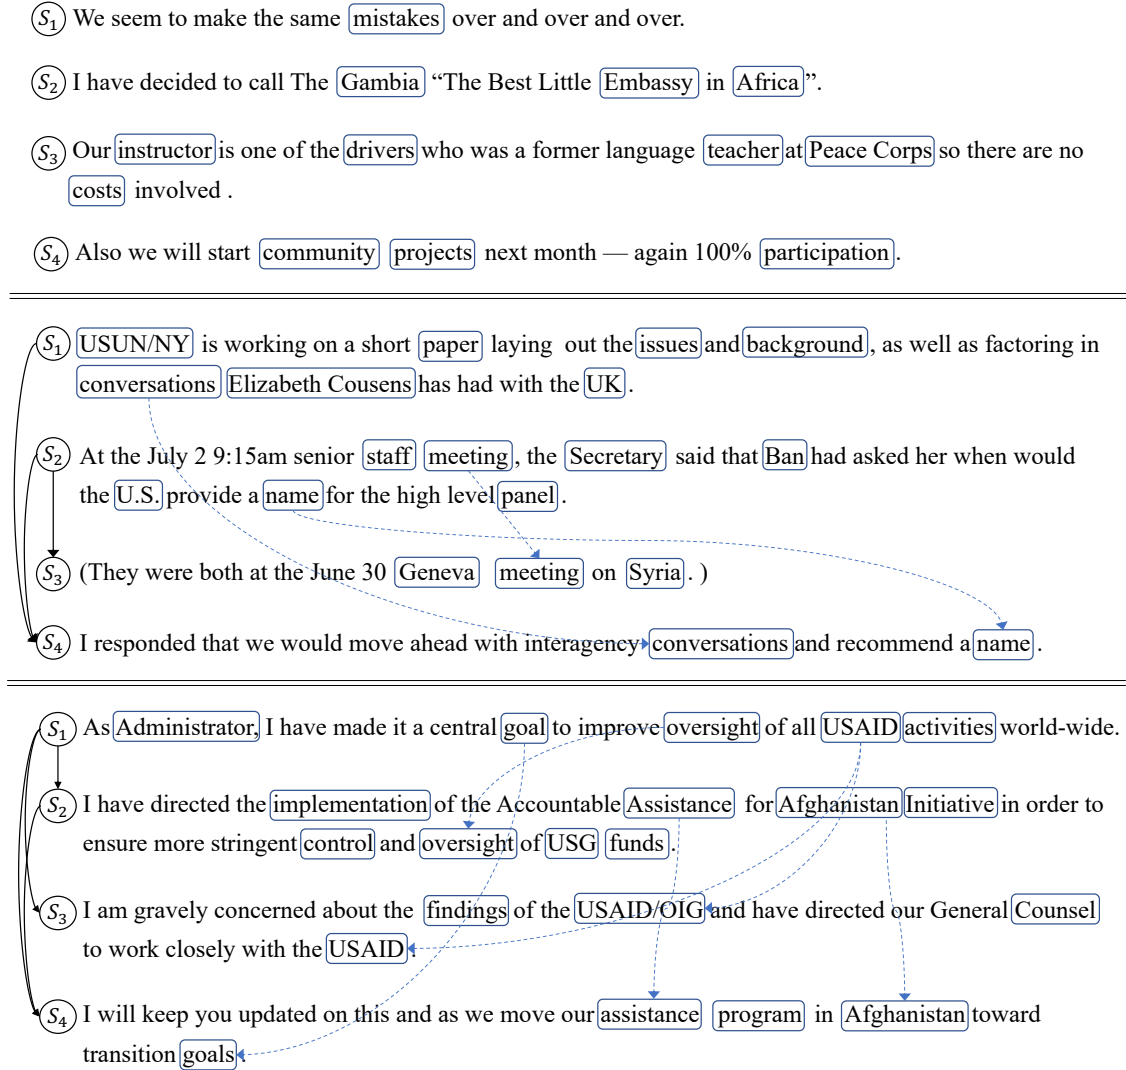 S1 We seem to make the same mistakes over and over and over.
S2 I have decided to call The Gambia “The Best Little Embassy in Africa”.
S3 Our instructor is one of the drivers who was a former language teacher at Peace Corps so there are no
costs involved .
S4 Also we will start community projects next month — again 100% participation.
S1 USUN/NY is working on a short paper laying out the issues and background, as well as factoring in
conversations Elizabeth Cousens has had with the UK .
S2 At the July 2 9:15am senior staff meeting, the Secretary said that Ban had asked her when would
the U.S. provide a name for the high level panel .
S3 (They were both at the June 30 Geneva meeting on Syria . )
S4 I responded that we would move ahead with interagency conversations and recommend a name .
S1 As Administrator, I have made it a central goal to improve oversight of all USAID activities world-wide.
S2 I have directed the implementation of the Accountable Assistance for Afghanistan Initiative in order to
ensure more stringent control and oversight of USG funds .
S3 I am gravely concerned about the findings of the USAID/OIG and have directed our General Counsel
to work closely with the USAID .
S4 I will keep you updated on this and as we move our assistance program in Afghanistan toward
transition goals .